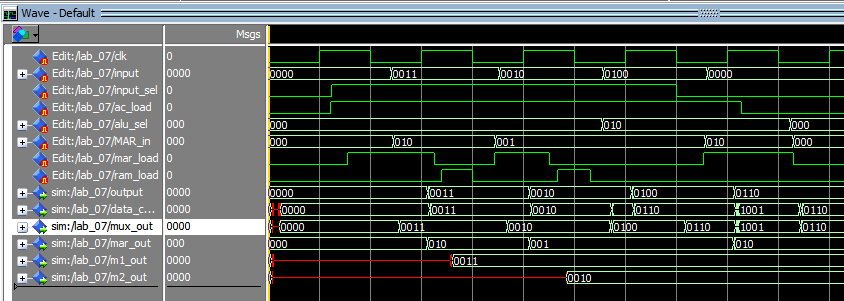 Wave - Default
Msgs
Edit:/lab_07/clk 0
Edit:/lab_07/input 0000 0000 0011 0010 0100 0000
Edit:/lab_07/input_sel 0
Edit:/lab_07/ac_load 0
Edit:/lab_07/alu_sel 000 000 010 000
Edit:/lab_07/MAR_in 000 000 010 001 010 000
Edit:/lab_07/mar_load 0
Edit:/lab_07/ram_load 0
sim:/lab_07/output 0000 0000 0011 0010 0100 0110
sim:/lab_07/data_c... 0000 0000 0011 0010 0110 1001 0110
sim:/lab_07/mux_out 0000 0000 0011 0010 0100 0110 1001 0110
sim:/lab_07/mar_out 000 000 010 001 010
sim:/lab_07/m1_out 0000 0011
sim:/lab_07/m2_out 0000 0010